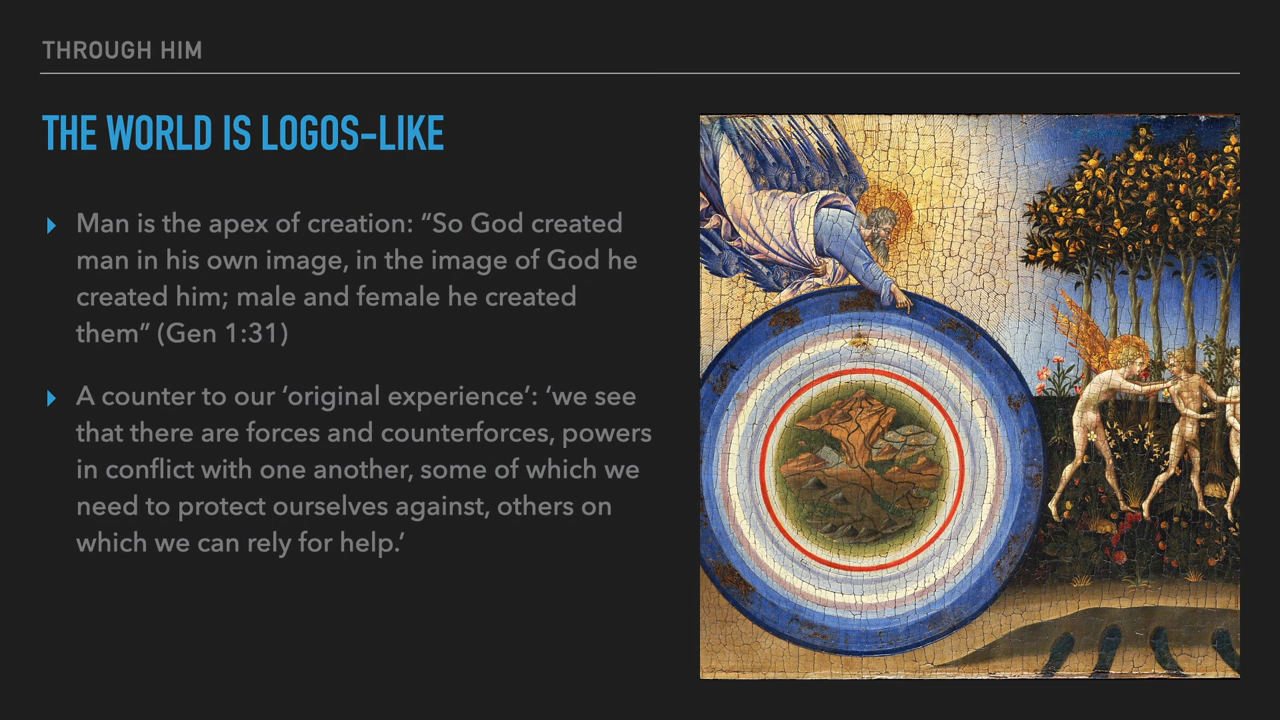 THROUGH HIM
THE WORLD IS LOGOS-LIKE
Man is the apex of creation: “So God created
man in his own image, in the image of God he
created him; male and female he created
them” (Gen 1:31)
A counter to our ‘original experience’: ‘we see
that there are forces and counterforces, powers
in conflict with one another, some of which we
need to protect ourselves against, others on
which we can rely for help.’